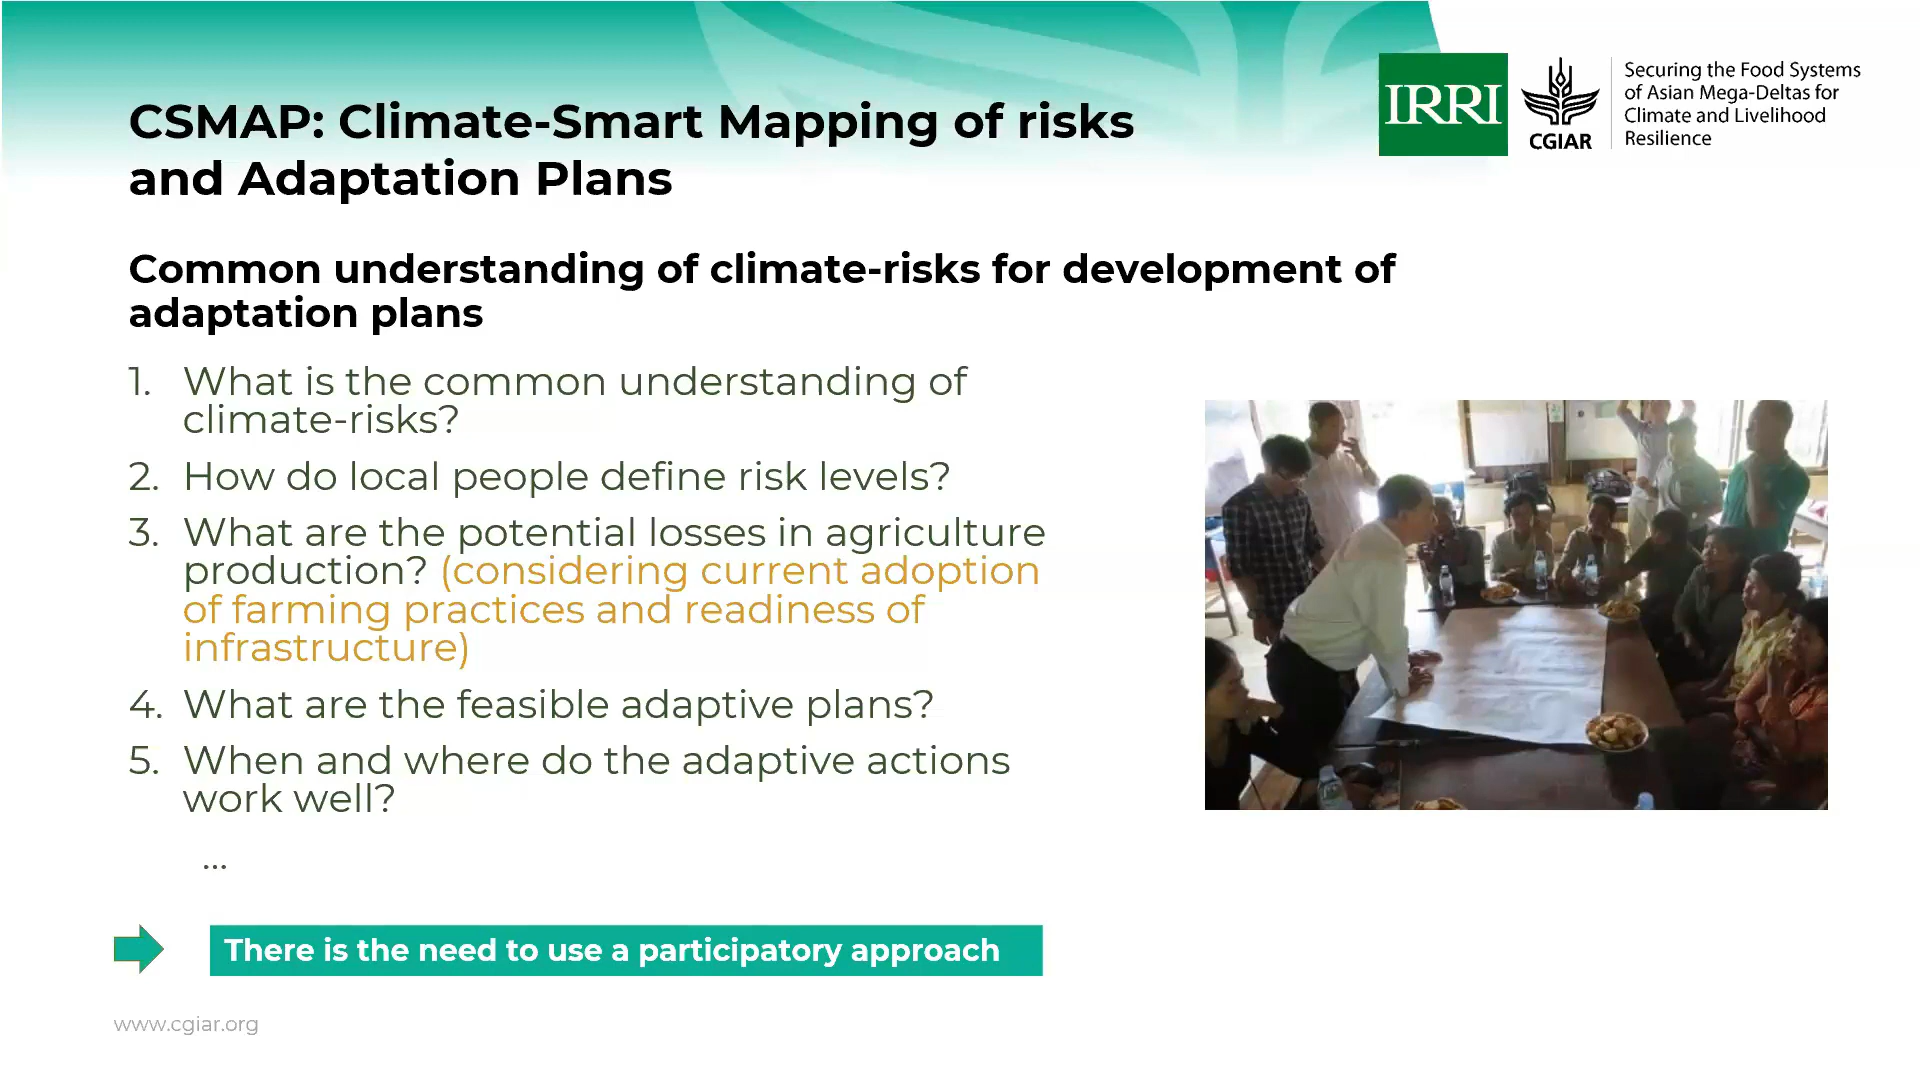 CSMAP: Climate-Smart Mapping of risks
and Adaptation Plans
IRRI
CGIAR
Securing the Food Systems
of Asian Mega-Deltas for
Climate and Livelihood
Resilience
Common understanding of climate-risks for development of
adaptation plans
1. What is the common understanding of
climate-risks?
2. How do local people define risk levels?
3. What are the potential losses in agriculture
production? (considering current adoption
of farming practices and readiness of
infrastructure)
4. What are the feasible adaptive plans?
5. When and where do the adaptive actions
work well?
...
There is the need to use a participatory approach
www.cgiar.org